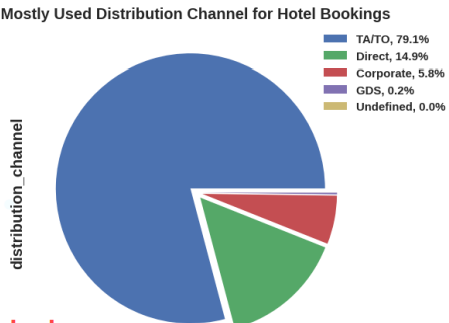 Mostly Used Distribution Channel for Hotel Bookings
TA/TO, 79.1%
Direct, 14.9%
Corporate, 5.8%
GDS, 0.2%
Undefined, 0.0%
distribution_channel